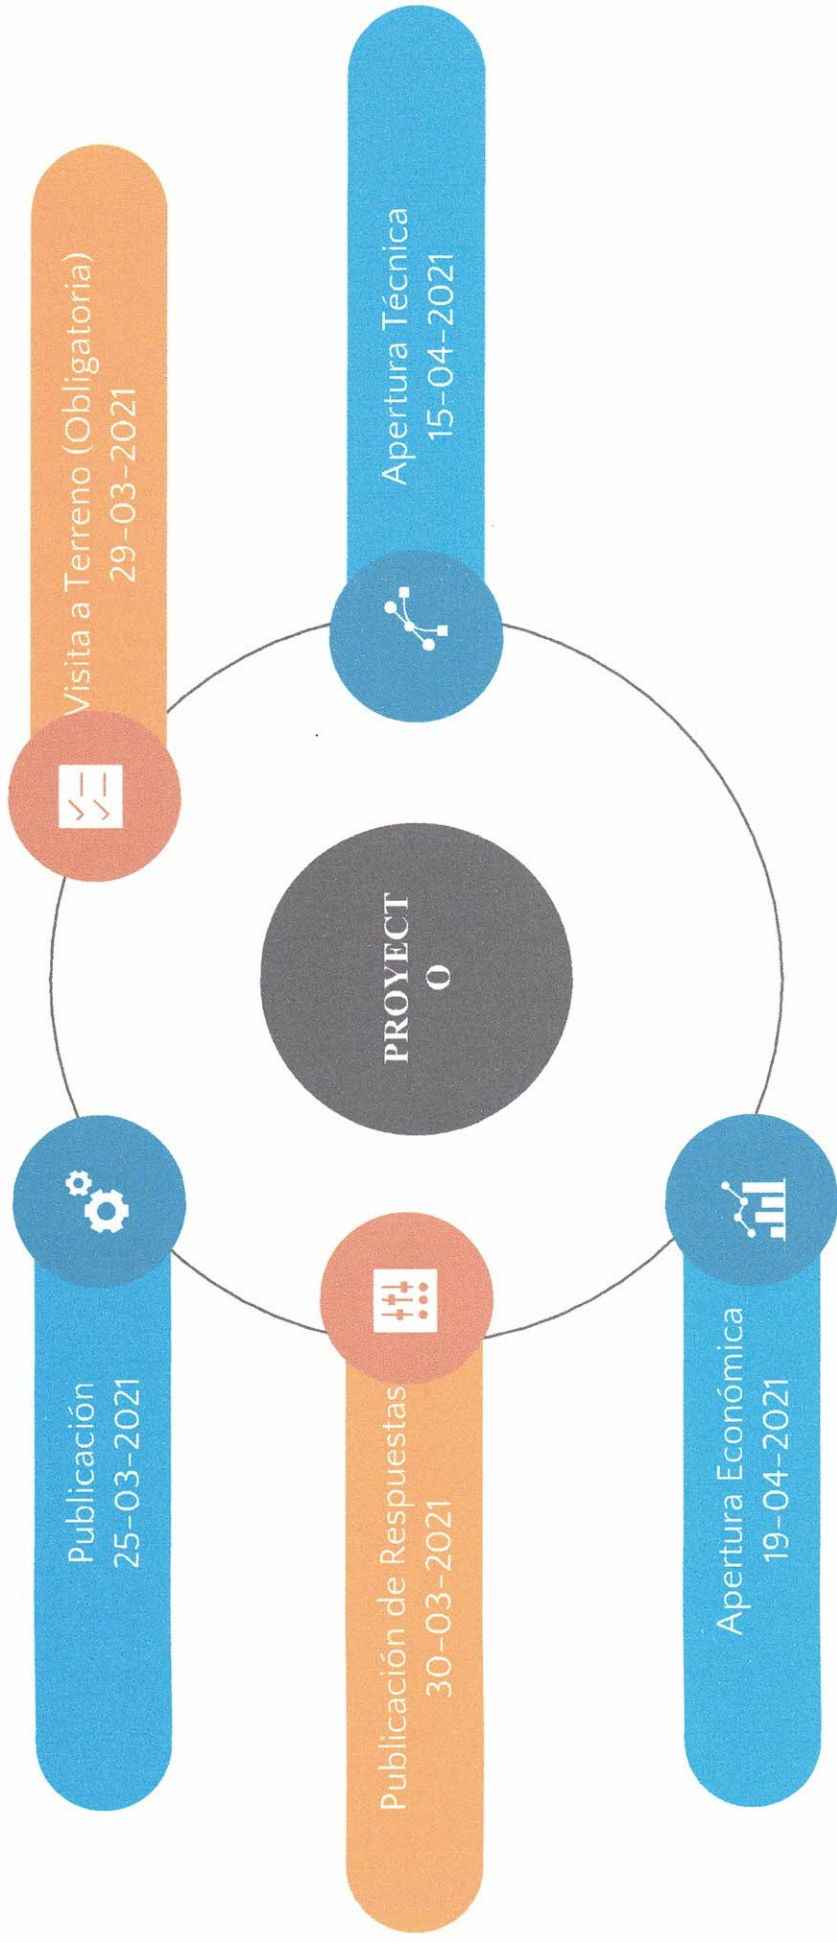 Publicación
25-03-2021
Visita a Terreno (Obligatoria)
29-03-2021
Publicación de Respuestas
30-03-2021
PROYECT
O
Apertura Técnica
15-04-2021
Apertura Económica
19-04-2021